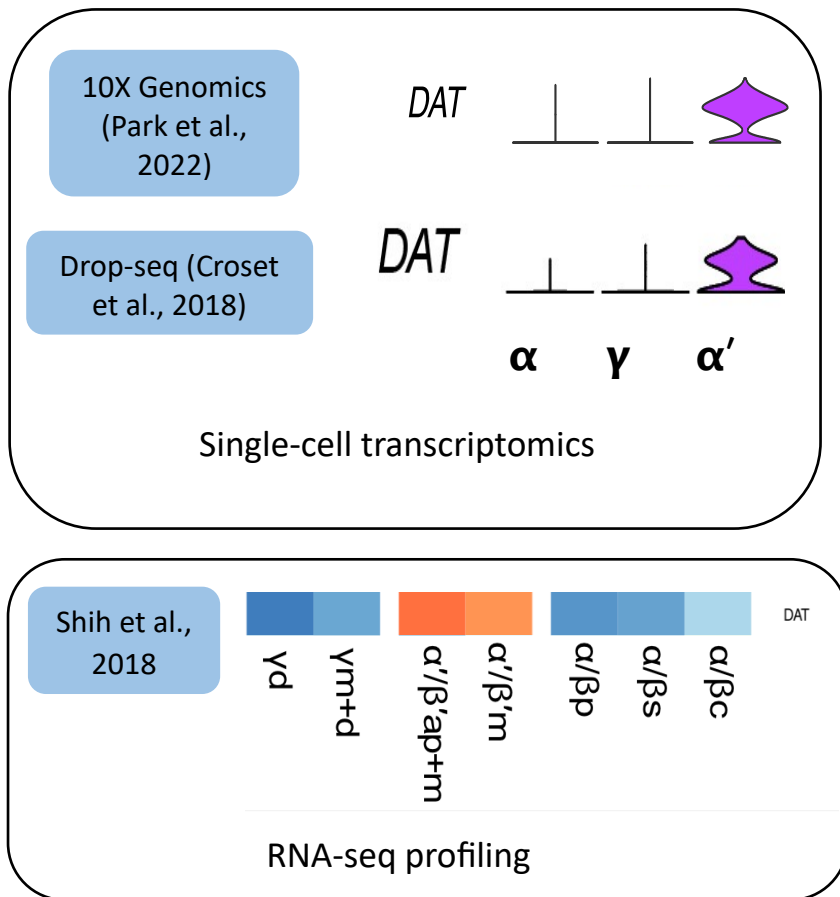 10X Genomics
(Park et al.,
2022)
DAT
Drop-seq (Croset
et al., 2018)
DAT
α γ α′
Single-cell transcriptomics
Shih et al.,
2018
DAT
γd
γm+d
α′/β′ap+m
α′/β′m
α/βp
α/βs
α/βc
RNA-seq profiling